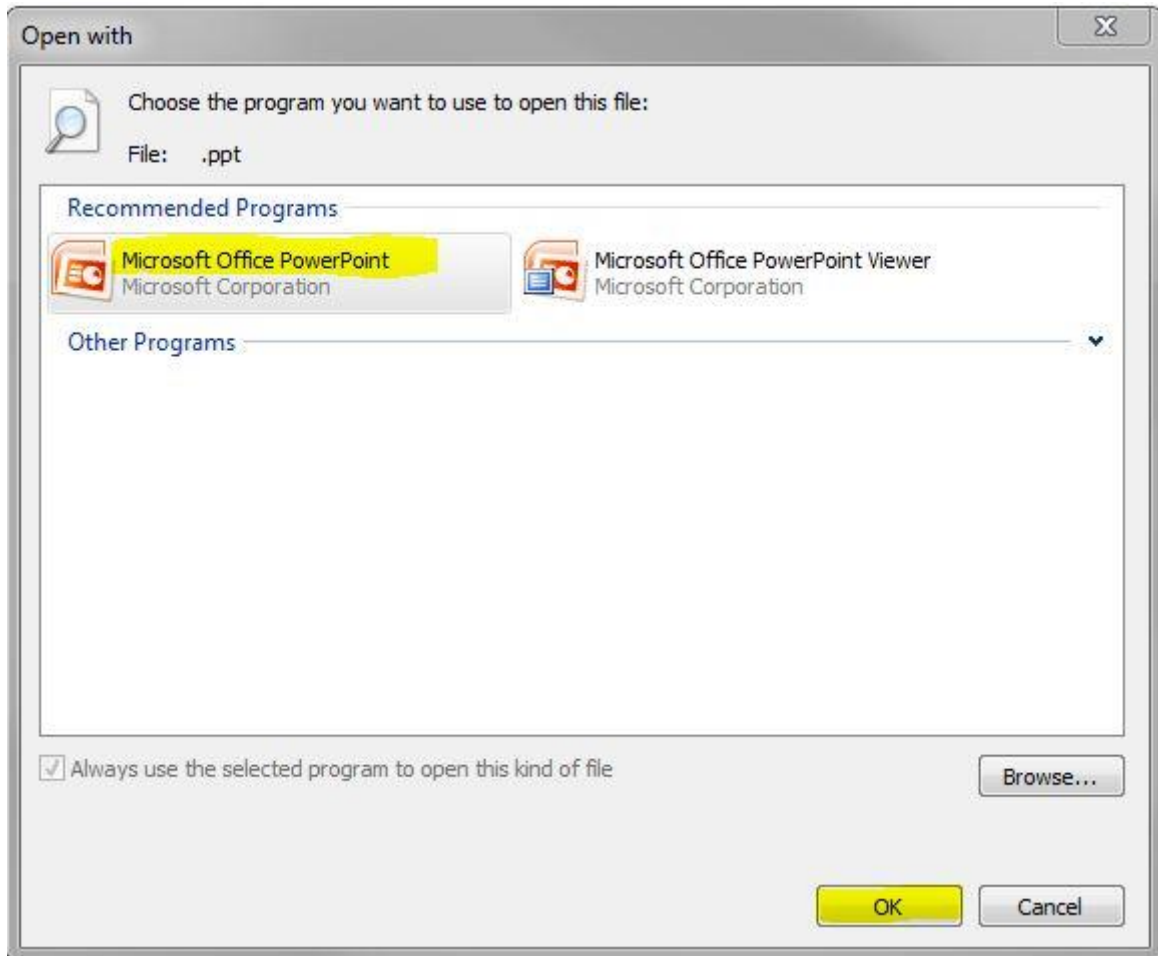 Open with
Choose the program you want to use to open this file:
File: .ppt
Recommended Programs
Microsoft Office PowerPoint
Microsoft Corporation
Microsoft Office PowerPoint Viewer
Microsoft Corporation
Other Programs
Always use the selected program to open this kind of file
Browse...
OK
Cancel